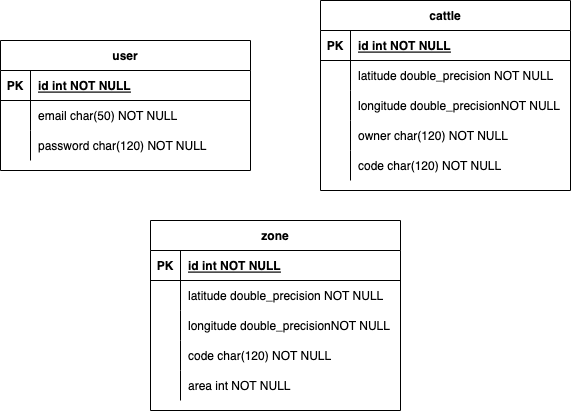 user
PK id int NOT NULL
email char(50) NOT NULL
password char(120) NOT NULL
cattle
PK id int NOT NULL
latitude double_precision NOT NULL
longitude double_precisionNOT NULL
owner char(120) NOT NULL
code char(120) NOT NULL
zone
PK id int NOT NULL
latitude double_precision NOT NULL
longitude double_precisionNOT NULL
code char(120) NOT NULL
area int NOT NULL